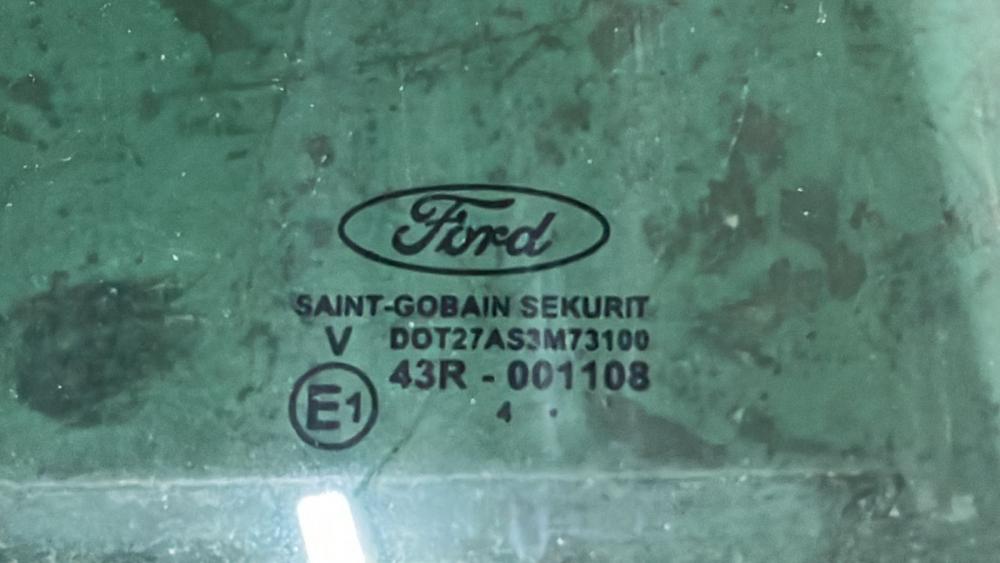 Ford
SAINT-GOBAIN SEKURIT
V DOT27AS3M73100
E1 43R - 001108
4 .